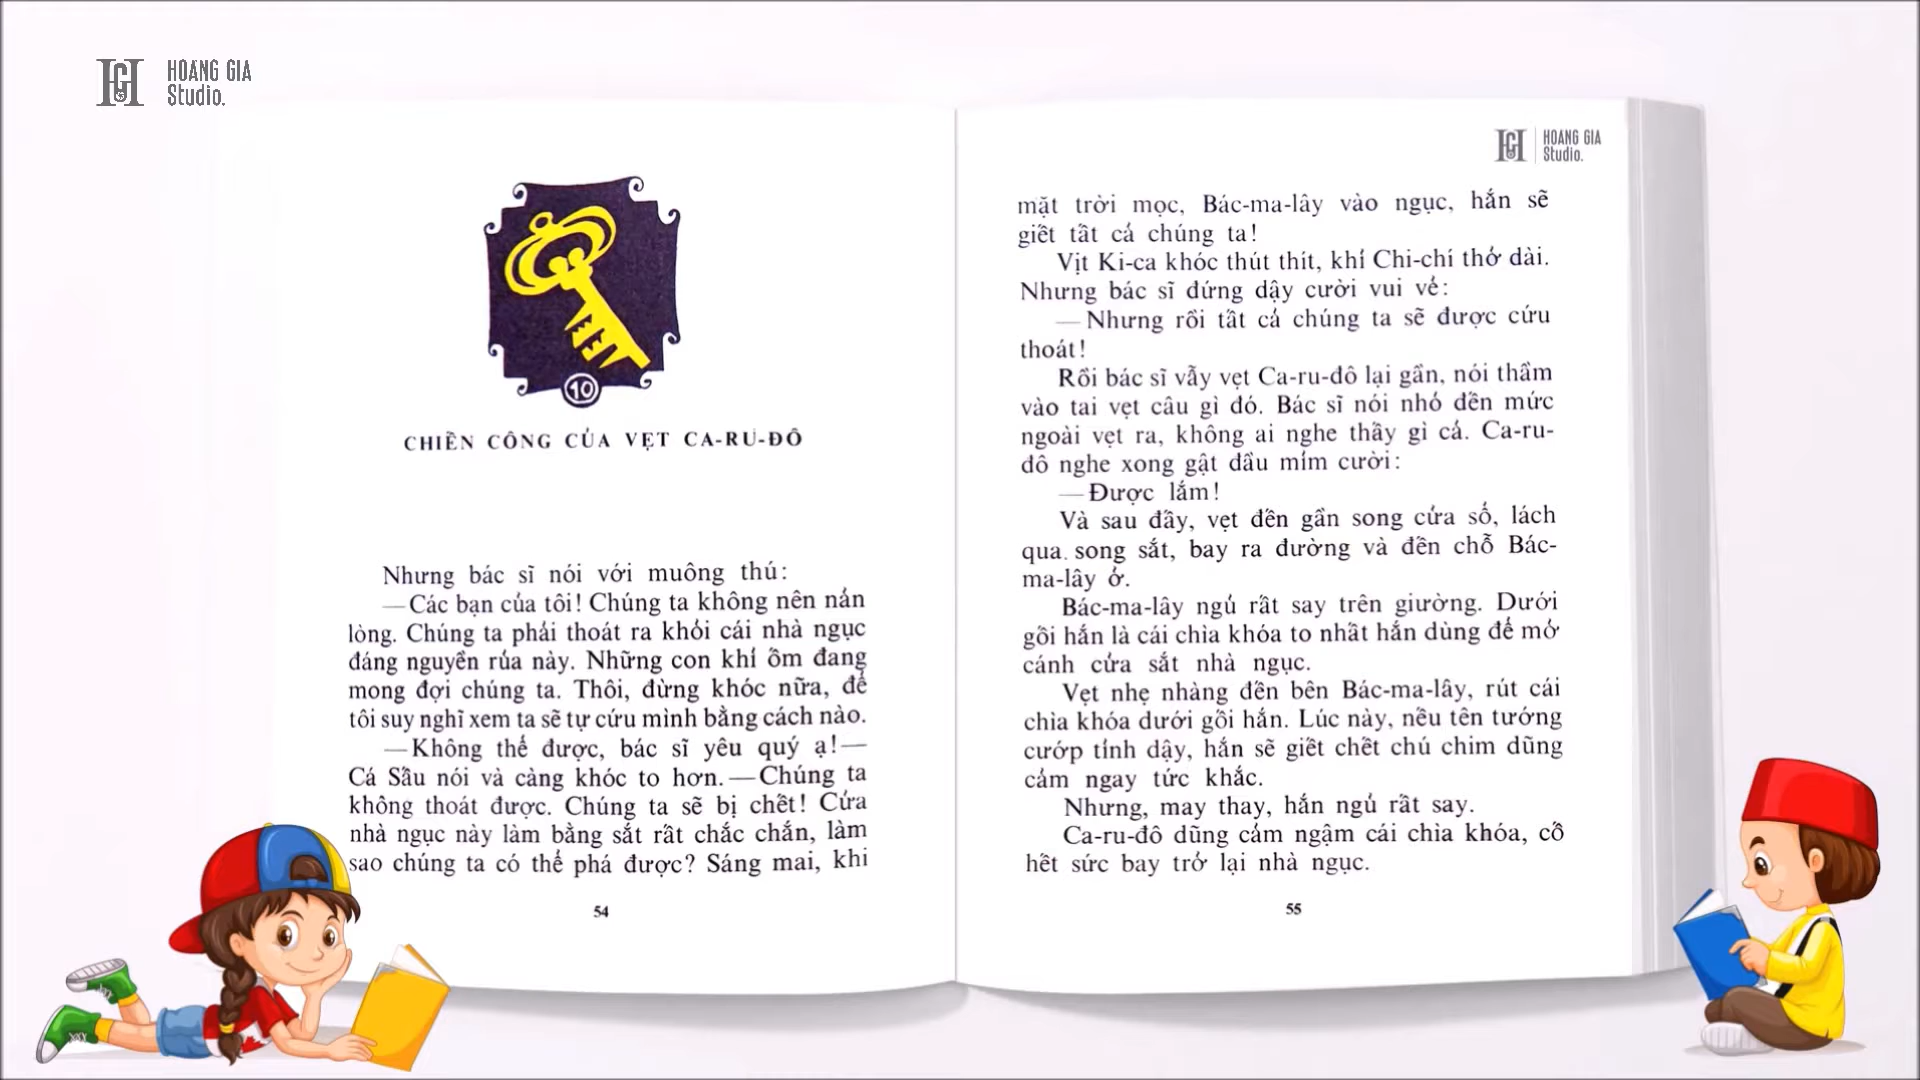 HOANG GIA
Studio.
10
CHIẾN CÔNG CỦA VẸT CA-RU-ĐÔ
Nhưng bác sĩ nói với muông thú:
—Các bạn của tôi! Chúng ta không nên nản
lòng. Chúng ta phải thoát ra khỏi cái nhà ngục
đáng nguyền rủa này. Những con khỉ ốm đang
mong đợi chúng ta. Thôi, đừng khóc nữa, để
tôi suy nghĩ xem ta sẽ tự cứu mình bằng cách nào.
—Không thể được, bác sĩ yêu quý ạ!—
Cá Sấu nói và càng khóc to hơn.—Chúng ta
không thoát được. Chúng ta sẽ bị chết! Cửa
nhà ngục này làm bằng sắt rất chắc chắn, làm
sao chúng ta có thể phá được? Sáng mai, khi
54
HOANG GIA
Studio.
mặt trời mọc, Bác-ma-lây vào ngục, hắn sẽ
giết tất cả chúng ta!
Vịt Ki-ca khóc thút thít, khỉ Chi-chi thở dài.
Nhưng bác sĩ đứng dậy cười vui vẻ:
—Nhưng rồi tất cả chúng ta sẽ được cứu
thoát!
Rồi bác sĩ vẫy vẹt Ca-ru-đô lại gần, nói thầm
vào tai vẹt câu gì đó. Bác sĩ nói nhỏ đến mức
ngoài vẹt ra, không ai nghe thấy gì cả. Ca-ru-
đô nghe xong gật đầu mỉm cười:
—Được lắm!
Và sau đấy, vẹt đến gần song cửa sổ, lách
qua song sắt, bay ra đường và đến chỗ Bác-
ma-lây ở.
Bác-ma-lây ngủ rất say trên giường. Dưới
gối hắn là cái chìa khóa to nhất hắn dùng để mở
cánh cửa sắt nhà ngục.
Vẹt nhẹ nhàng đến bên Bác-ma-lây, rút cái
chìa khóa dưới gối hắn. Lúc này, nếu tên tướng
cướp tỉnh dậy, hắn sẽ giết chết chú chim dũng
cảm ngay tức khắc.
Nhưng, may thay, hắn ngủ rất say.
Ca-ru-đô dũng cảm ngậm cái chìa khóa, cố
hết sức bay trở lại nhà ngục.
55